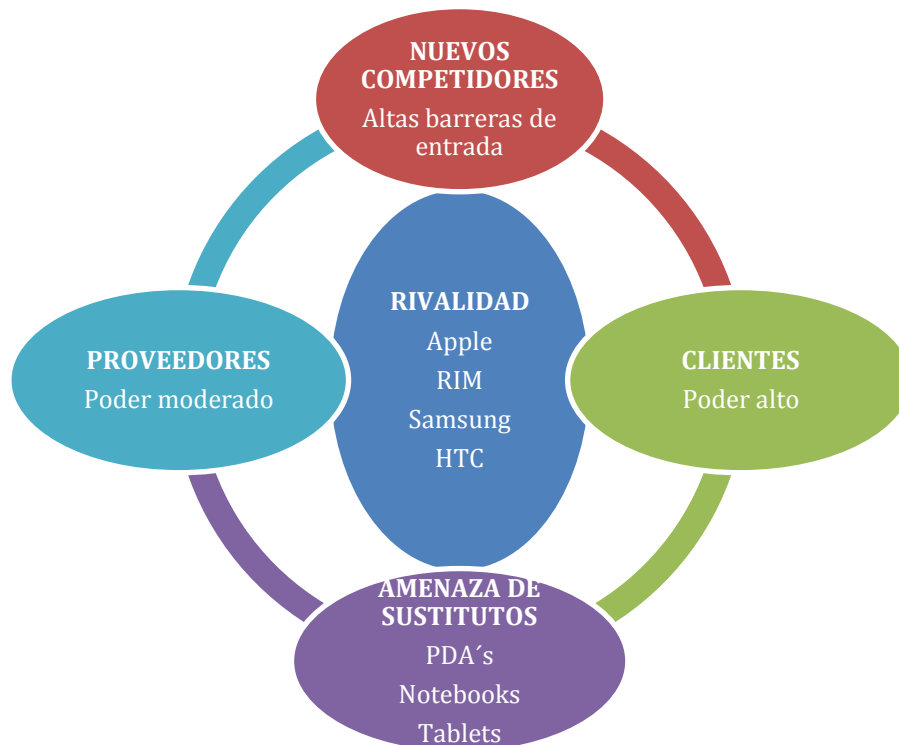 NUEVOS
COMPETIDORES
Altas barreras de
entrada
RIVALIDAD
Apple
RIM
Samsung
HTC
PROVEEDORES
Poder moderado
CLIENTES
Poder alto
AMENAZA DE
SUSTITUTOS
PDA´s
Notebooks
Tablets